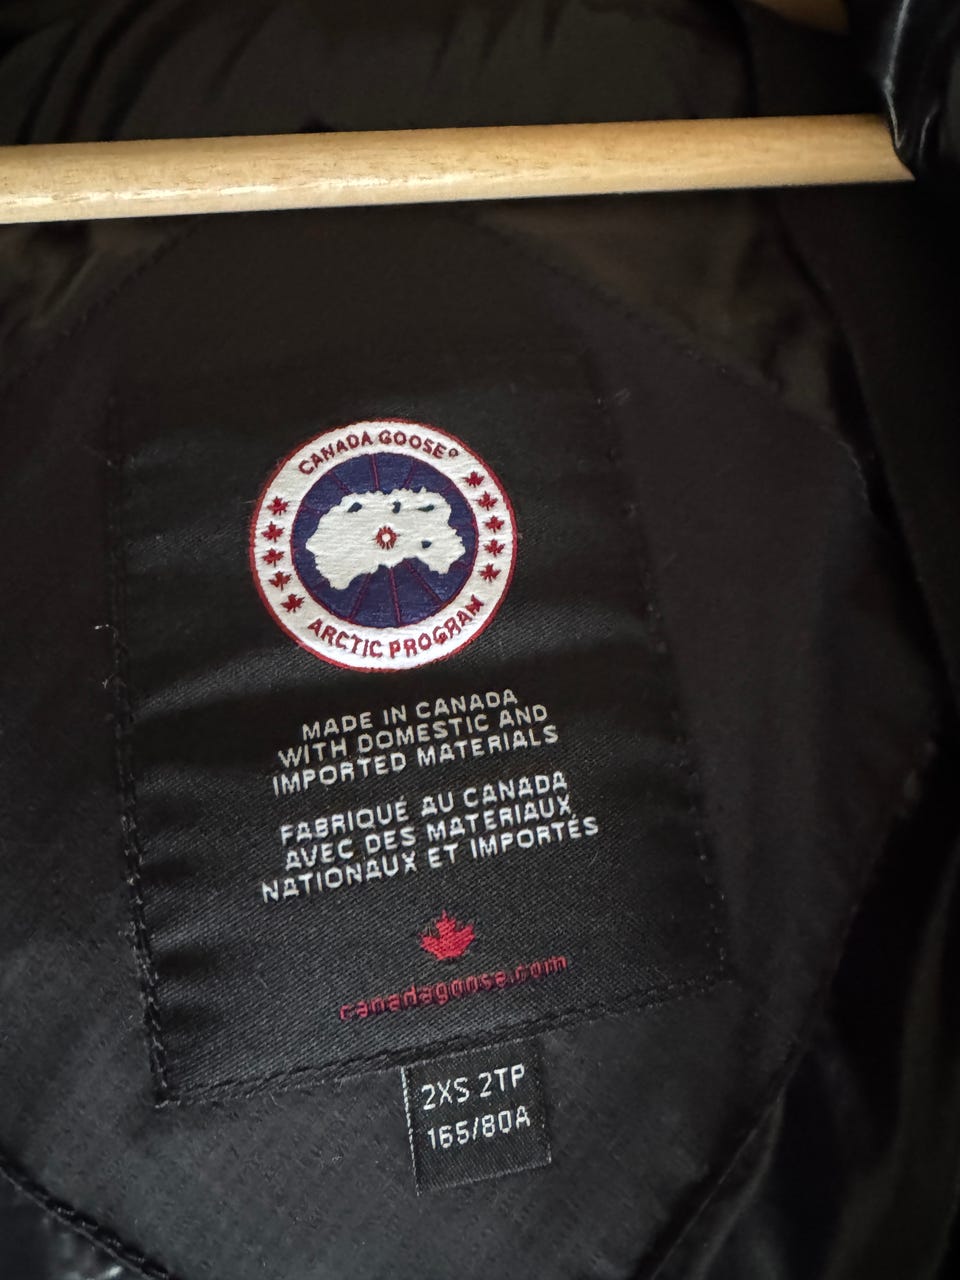 CANADA GOOSE®
ARCTIC PROGRAM
MADE IN CANADA
WITH DOMESTIC AND
IMPORTED MATERIALS
FABRIQUÉ AU CANADA
AVEC DES MATERIAUX
NATIONAUX ET IMPORTÉS
canadagoose.com
2XS 2TP
165/80A